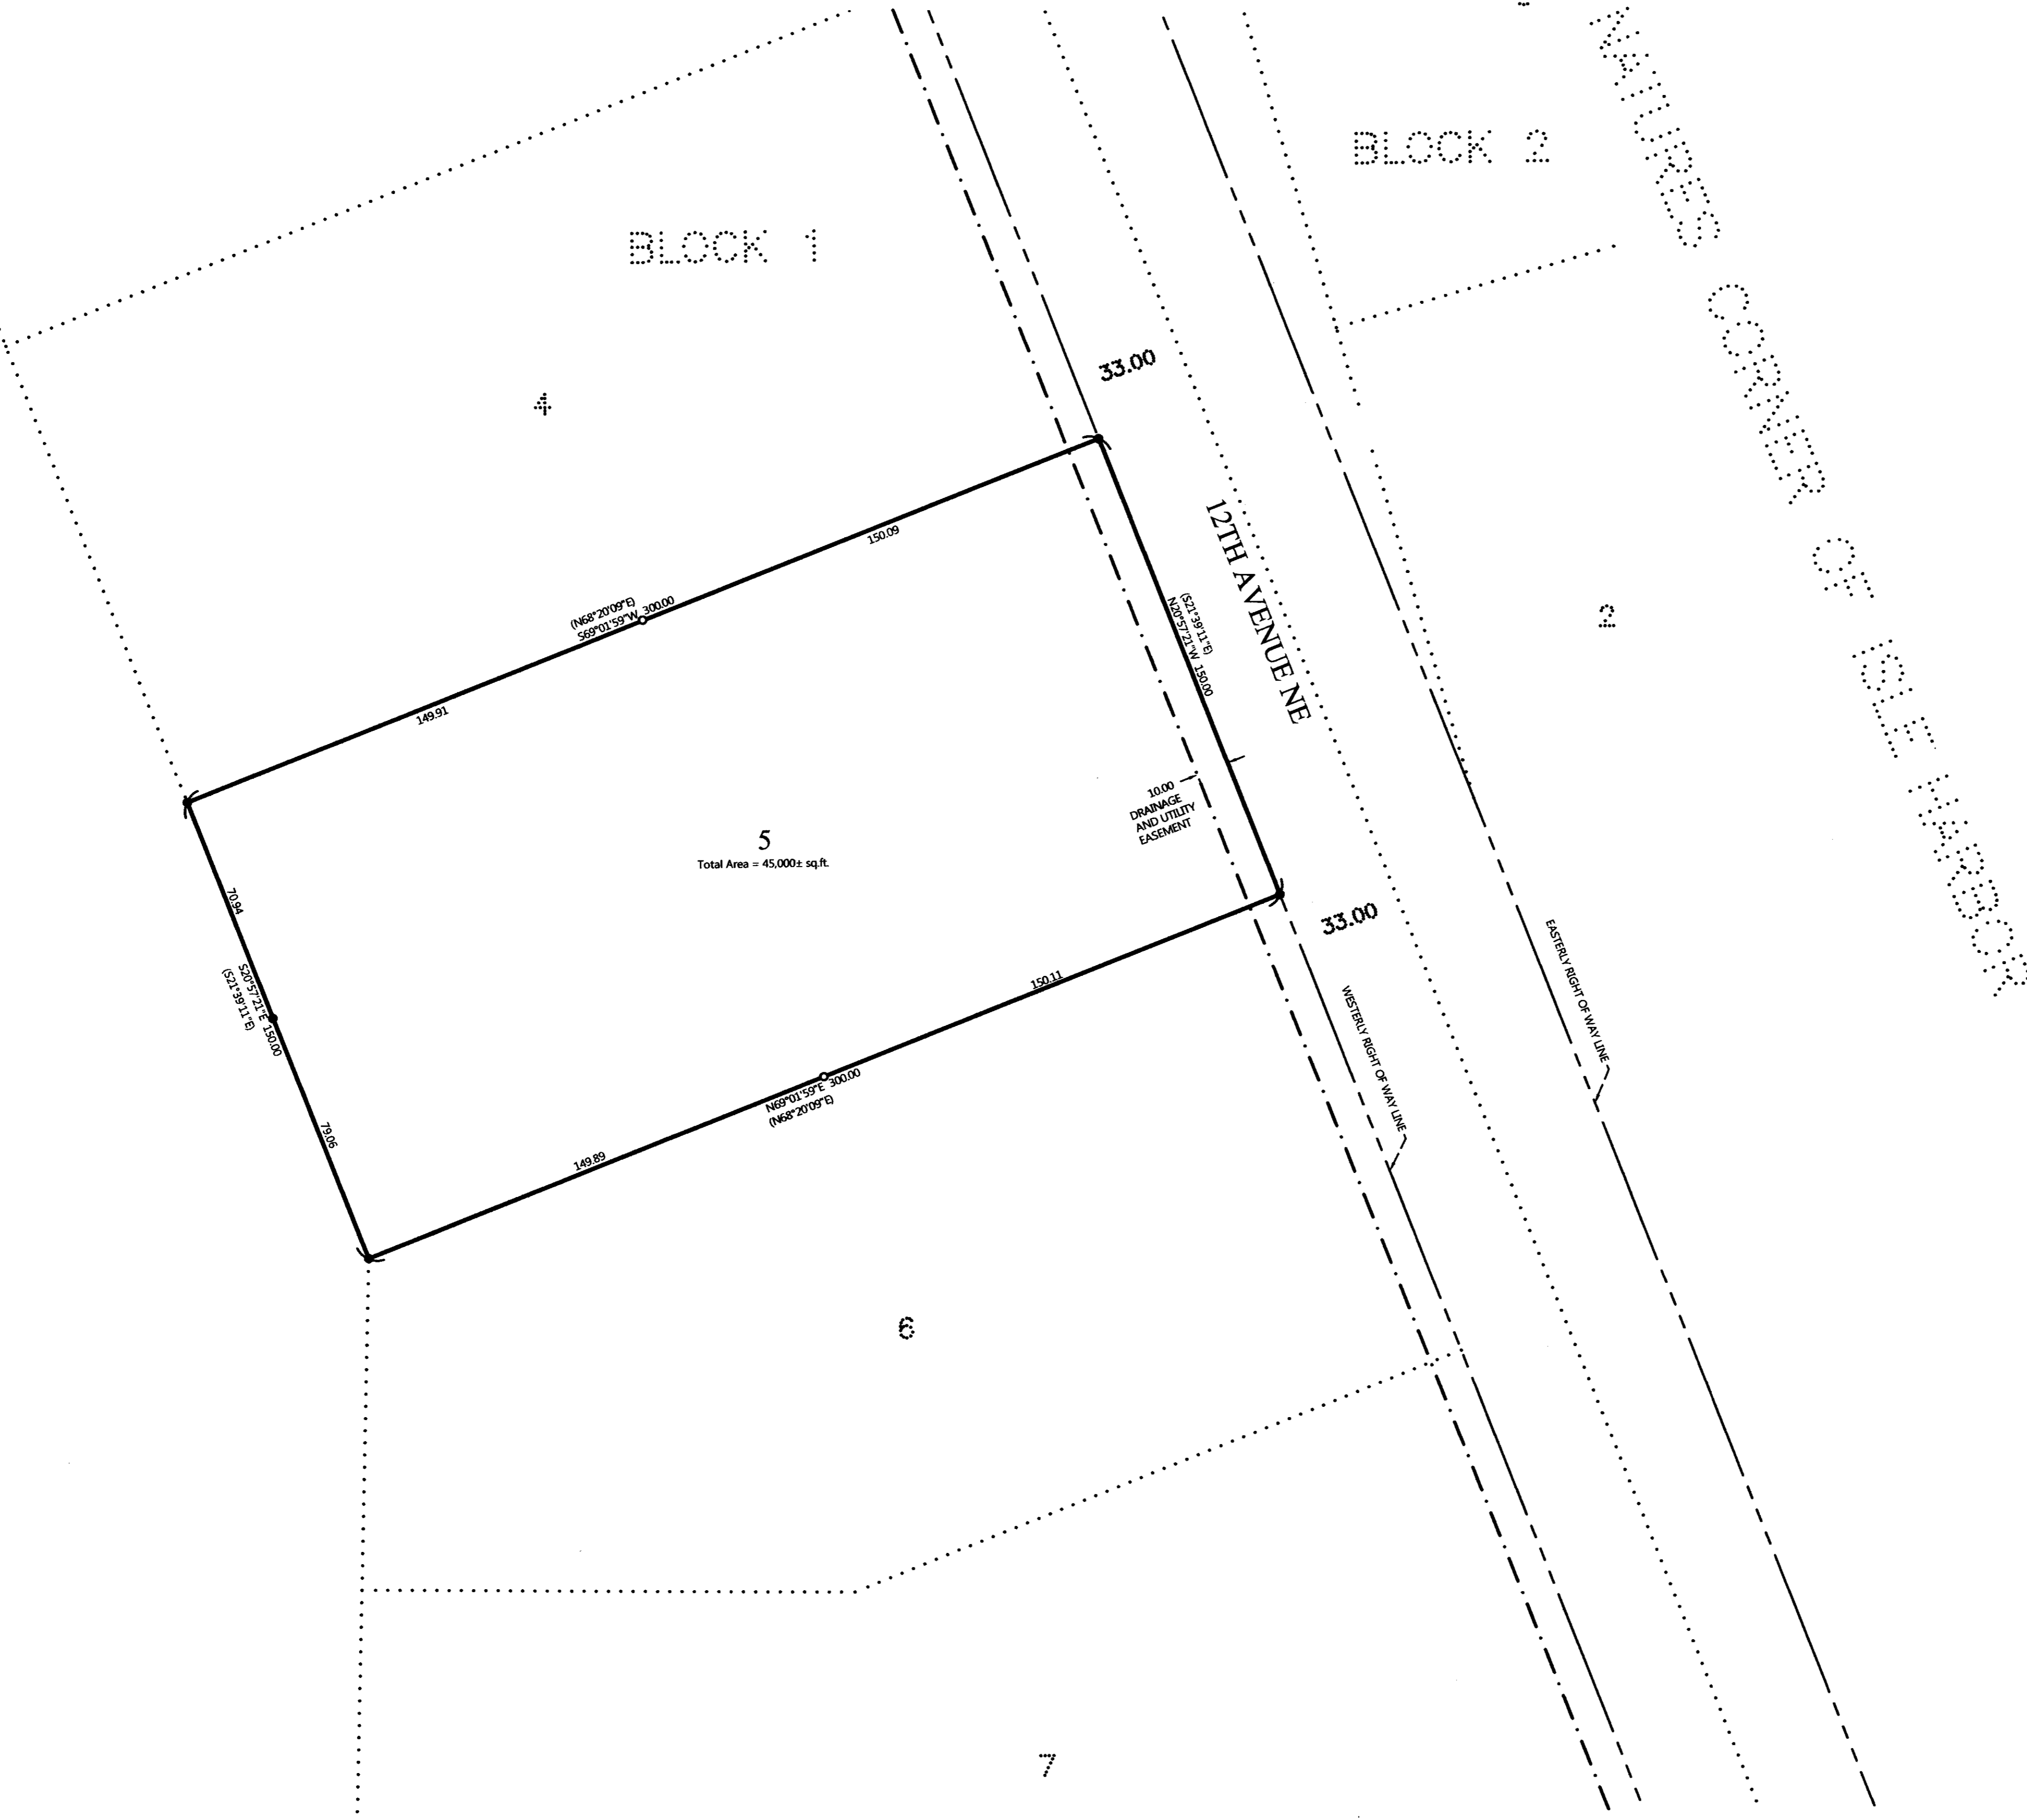 BLOCK 1
BLOCK 2
NATURES CORNER OF ISLE HARBOR
4
33.00
12TH AVENUE NE
150.09
(N68°20'09"E)
S69°01'59"W 300.00
149.91
(S21°39'11"E)
N20°57'21"W 150.00
2
10.00
DRAINAGE
AND UTILITY
EASEMENT
5
Total Area = 45,000± sq.ft.
70.94
S20°57'21"E 150.00
(S21°39'11"E)
79.06
33.00
150.11
N69°01'59"E 300.00
(N68°20'09"E)
149.89
WESTERLY RIGHT OF WAY LINE
EASTERLY RIGHT OF WAY LINE
6
7